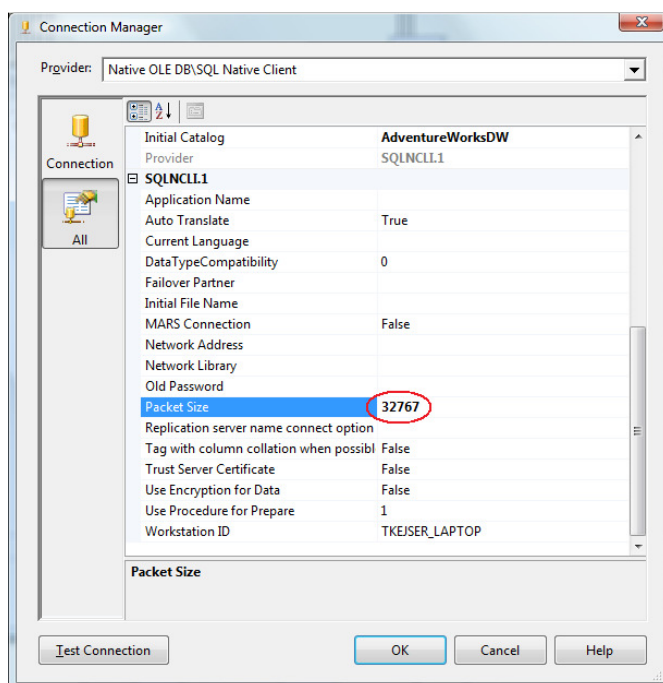 Connection Manager
Provider: Native OLE DB\SQL Native Client
Connection
All
Initial Catalog AdventureWorksDW
Provider SQLNCLI.1
SQLNCLI.1
Application Name
Auto Translate True
Current Language
DataTypeCompatibility 0
Failover Partner
Initial File Name
MARS Connection False
Network Address
Network Library
Old Password
Packet Size 32767
Replication server name connect option
Tag with column collation when possibl False
Trust Server Certificate False
Use Encryption for Data False
Use Procedure for Prepare 1
Workstation ID TKEJSER_LAPTOP
Packet Size
Test Connection OK Cancel Help